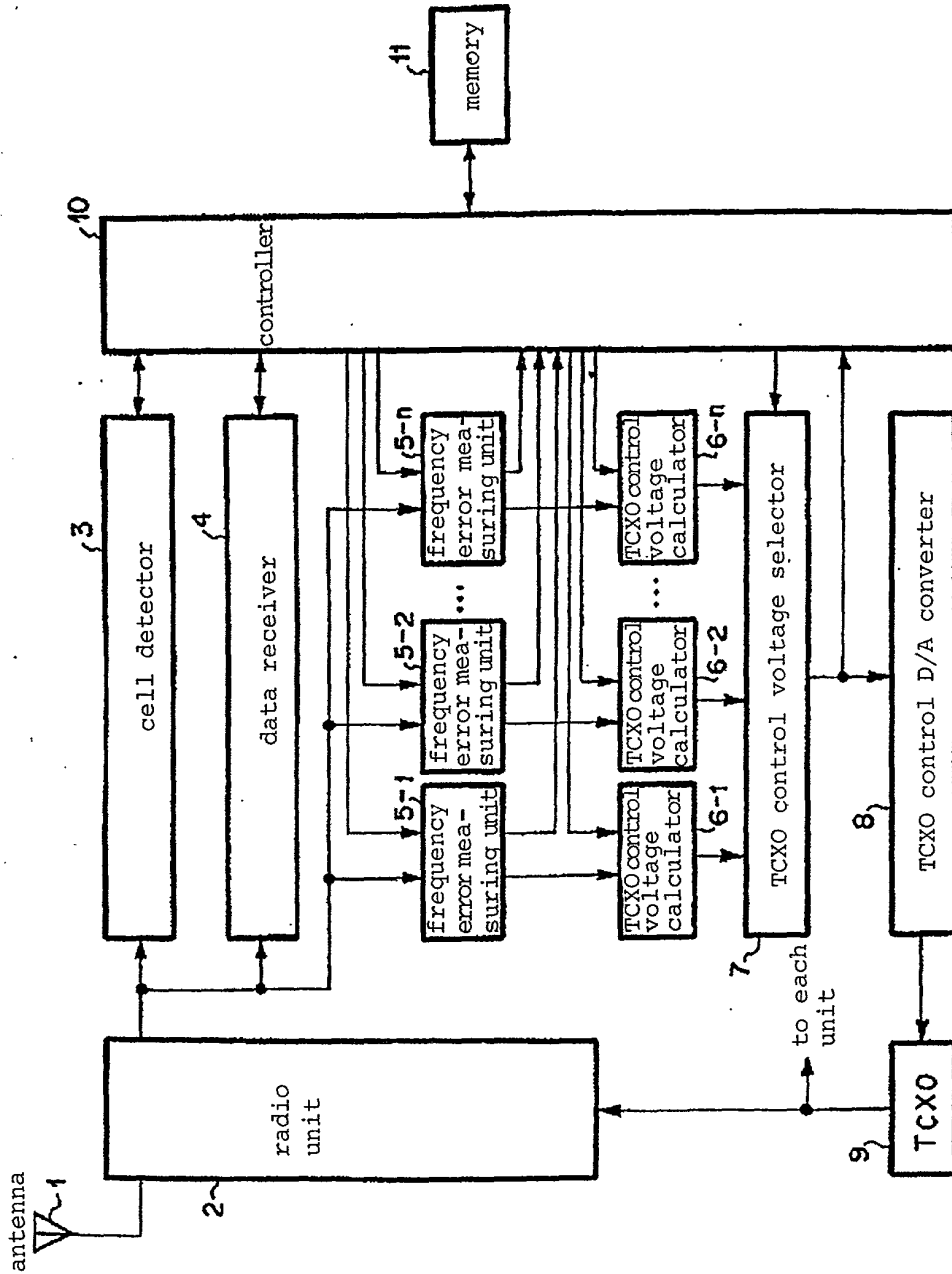 antenna
1
2
radio
unit
3
cell detector
4
data receiver
10
controller
11
memory
5-1
frequency
error mea-
suring unit
5-2
frequency
error mea-
suring unit
...
5-n
frequency
error mea-
suring unit
6-1
TCXO control
voltage
calculator
6-2
TCXO control
voltage
calculator
...
6-n
TCXO control
voltage
calculator
7
TCXO control voltage selector
8
TCXO control D/A converter
9
TCXO
to each
unit